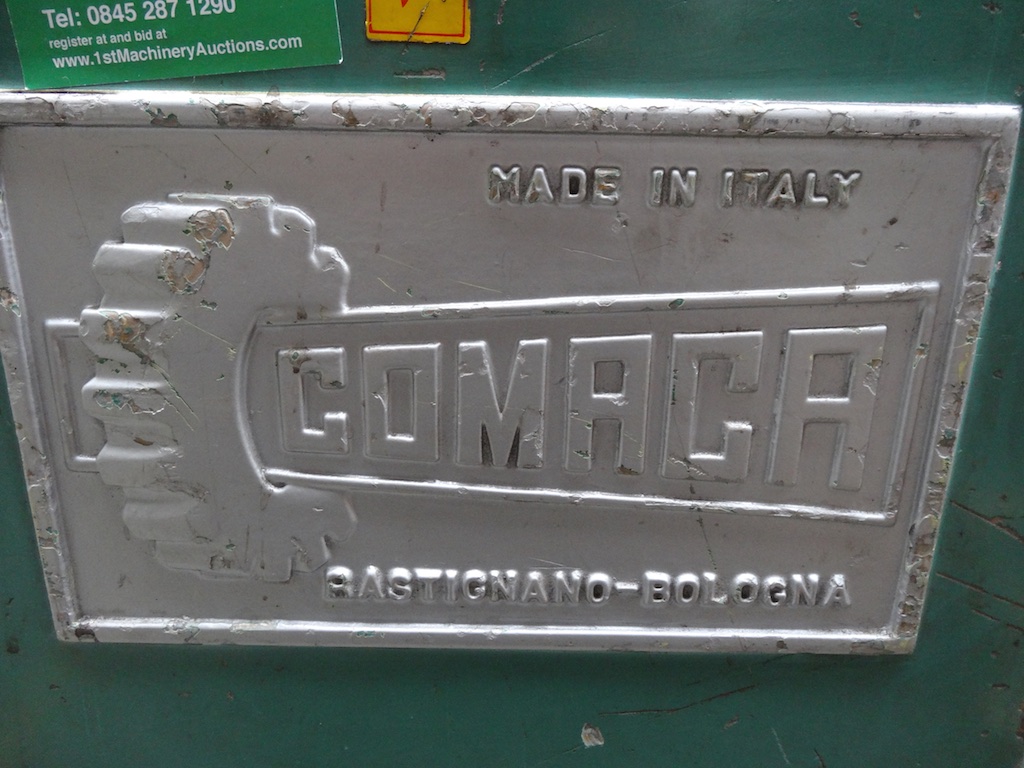 Tel: 0845 287 1290
register at and bid at
www.1stMachineryAuctions.com
MADE IN ITALY
COMACA
RASTIGNANO-BOLOGNA